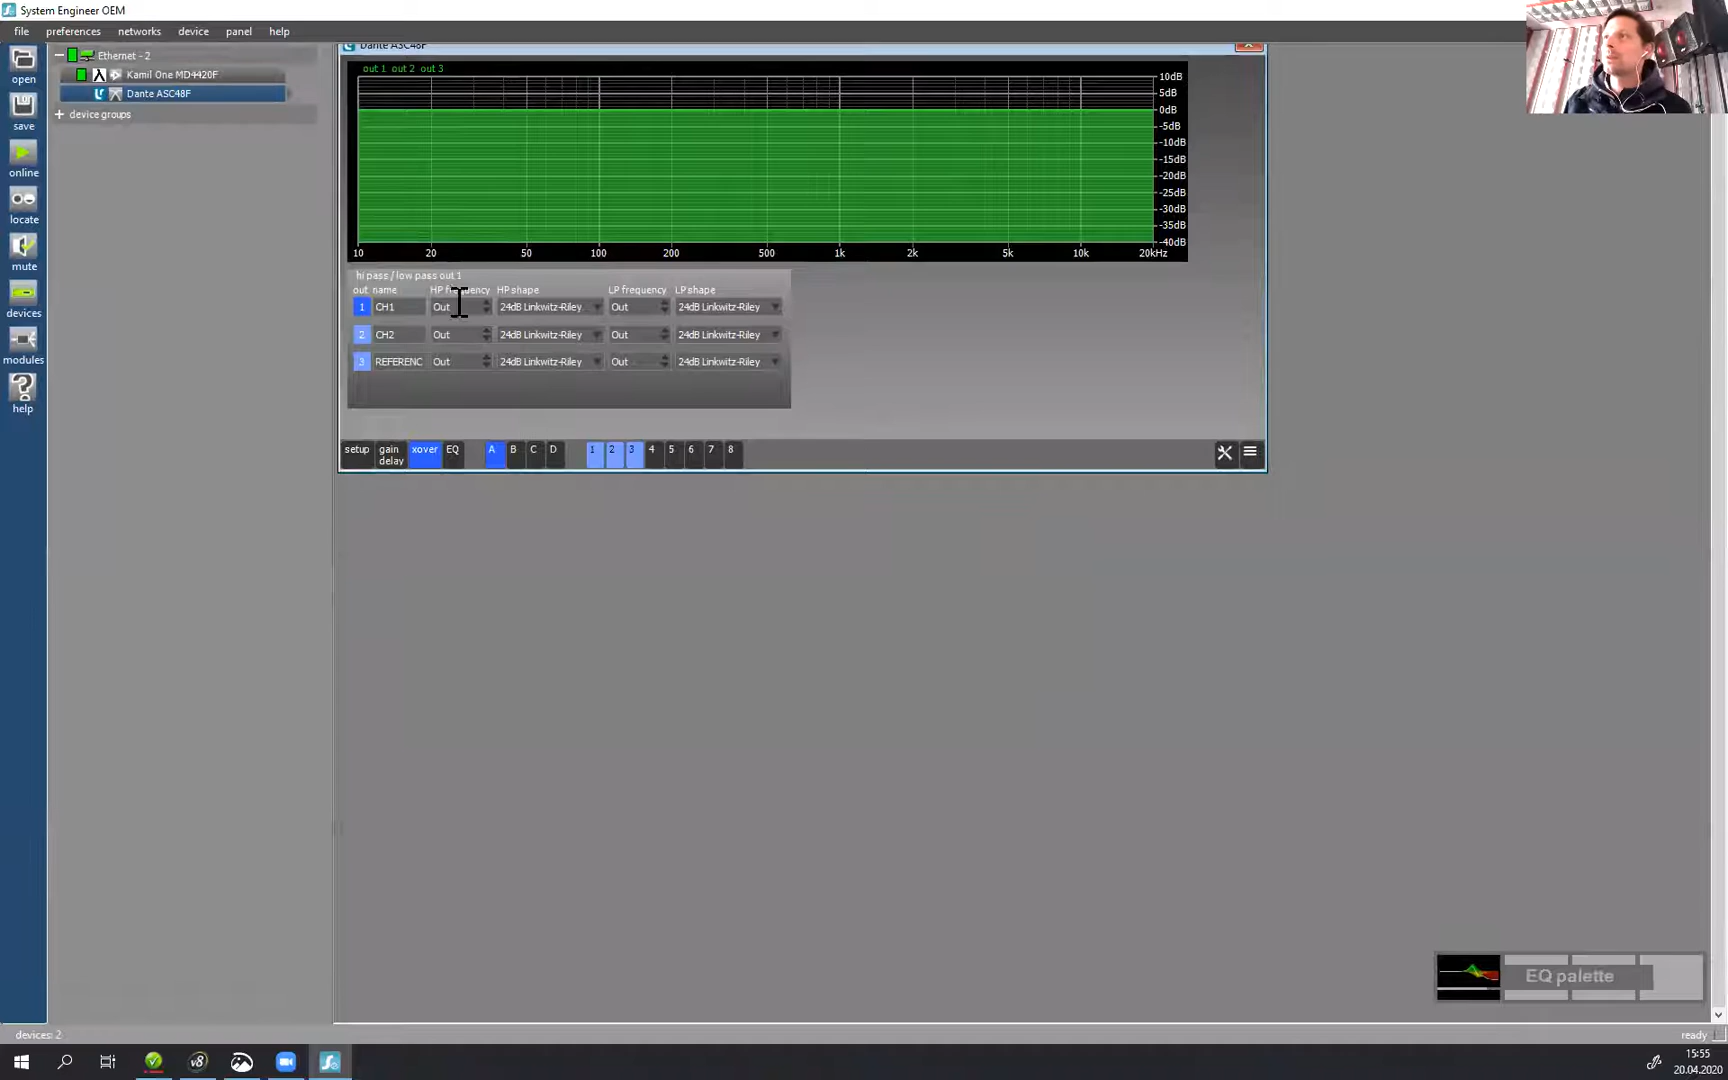 System Engineer OEM
file preferences networks device panel help
open
save
online
locate
mute
devices
modules
help
Ethernet - 2
Kamil One MD4420F
Dante ASC48F
device groups
Dante ASC48F
out 1 out 2 out 3
10dB
5dB
0dB
-5dB
-10dB
-15dB
-20dB
-25dB
-30dB
-35dB
-40dB
10 20 50 100 200 500 1k 2k 5k 10k 20kHz
hi pass / low pass out 1
out name HP frequency HP shape LP frequency LP shape
1 CH1 Out 24dB Linkwitz-Riley Out 24dB Linkwitz-Riley
2 CH2 Out 24dB Linkwitz-Riley Out 24dB Linkwitz-Riley
3 REFERENC Out 24dB Linkwitz-Riley Out 24dB Linkwitz-Riley
setup gain delay xover EQ A B C D 1 2 3 4 5 6 7 8
EQ palette
devices: 2
ready
v8
15:55
20.04.2020